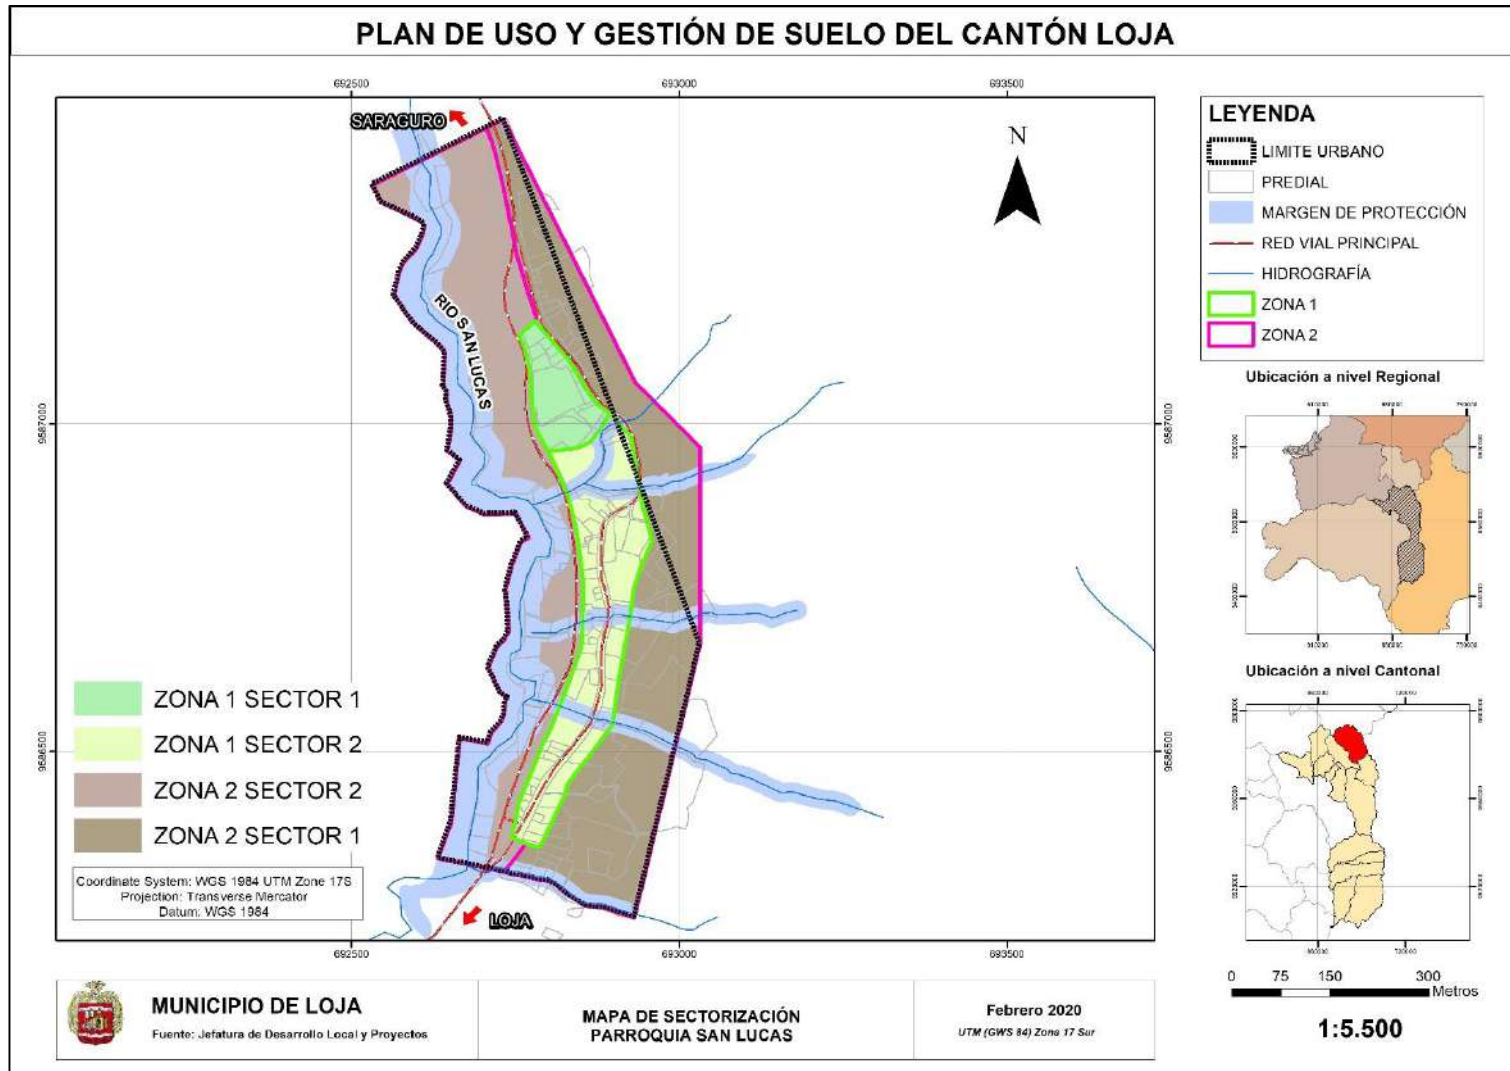 PLAN DE USO Y GESTIÓN DE SUELO DEL CANTÓN LOJA
692500
693000
693500
SARAGURO
N
RIO SAN LUCAS
9587000
9587000
9586500
9586500
ZONA 1 SECTOR 1
ZONA 1 SECTOR 2
ZONA 2 SECTOR 2
ZONA 2 SECTOR 1
Coordinate System: WGS 1984 UTM Zone 17S
Projection: Transverse Mercator
Datum: WGS 1984
LOJA
692500
693000
693500
LEYENDA
LIMITE URBANO
PREDIAL
MARGEN DE PROTECCIÓN
RED VIAL PRINCIPAL
HIDROGRAFÍA
ZONA 1
ZONA 2
Ubicación a nivel Regional
Ubicación a nivel Cantonal
0 75 150 300
Metros
1:5.500
MUNICIPIO DE LOJA
Fuente: Jefatura de Desarrollo Local y Proyectos
MAPA DE SECTORIZACIÓN
PARROQUIA SAN LUCAS
Febrero 2020
UTM (GWS 84) Zona 17 Sur